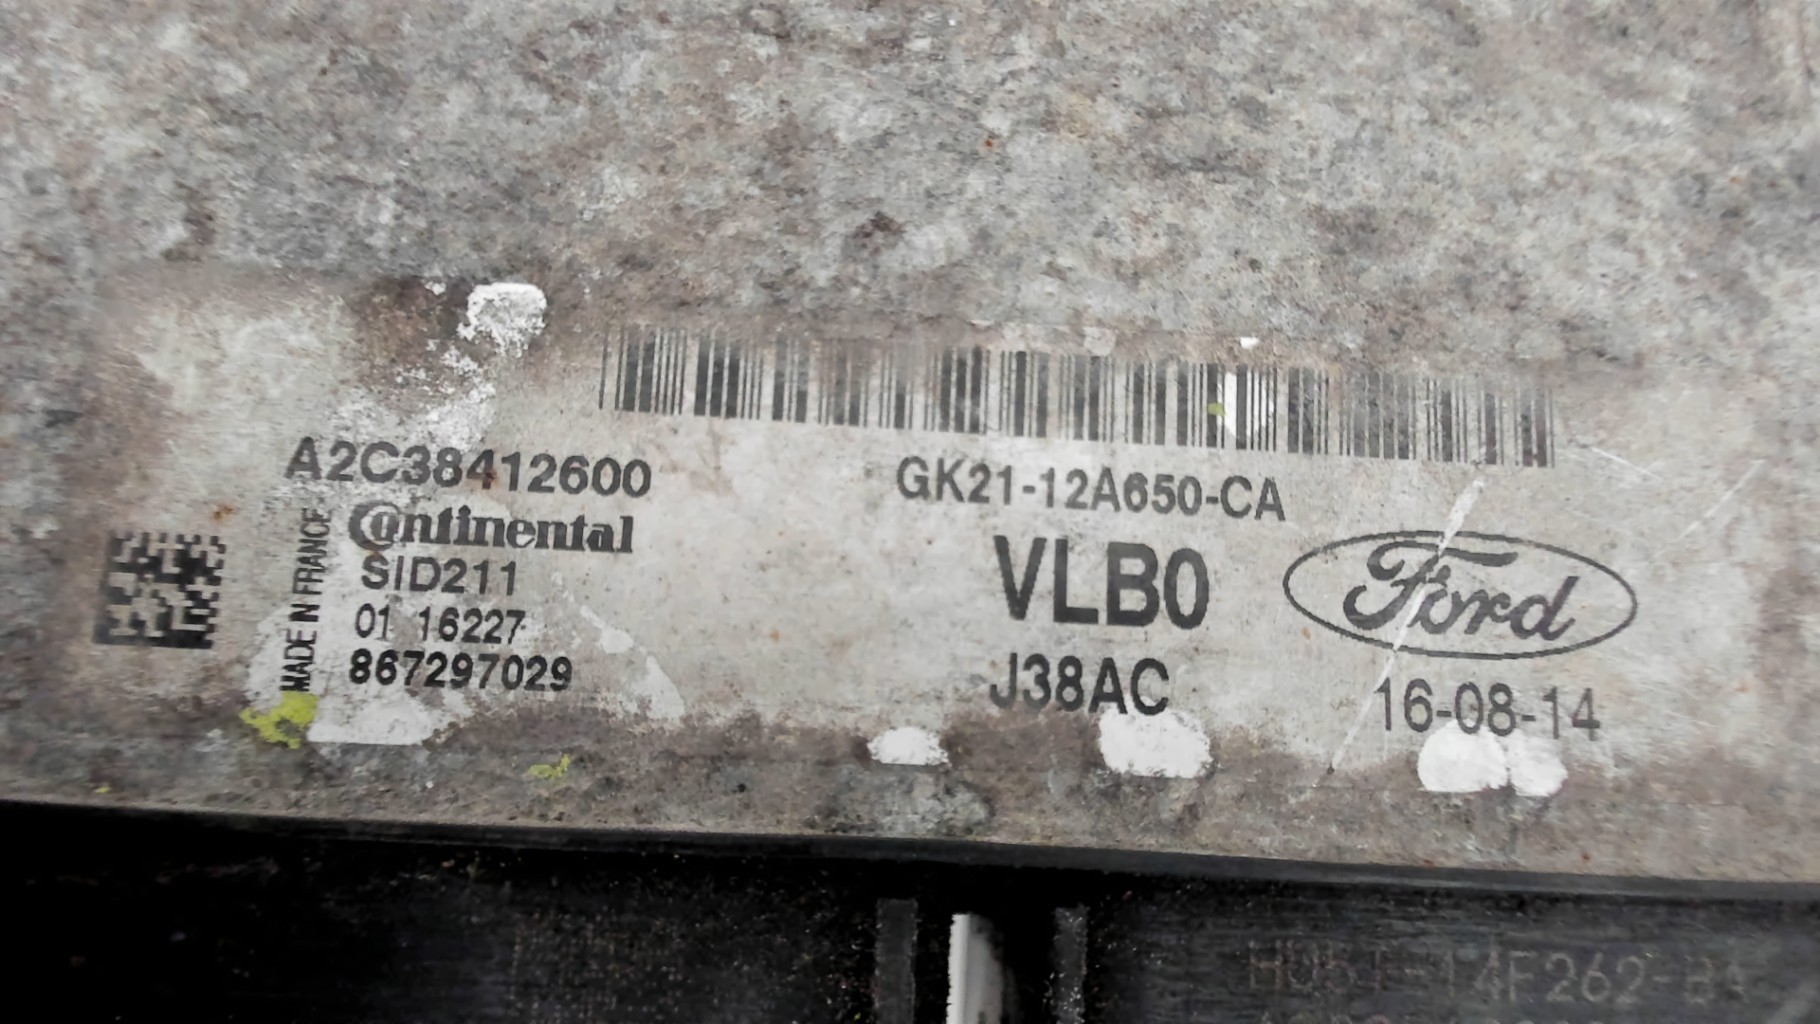 A2C38412600
Continental
SID211
01 16227
867297029
MADE IN FRANCE
GK21-12A650-CA
VLB0
J38AC
Ford
16-08-14